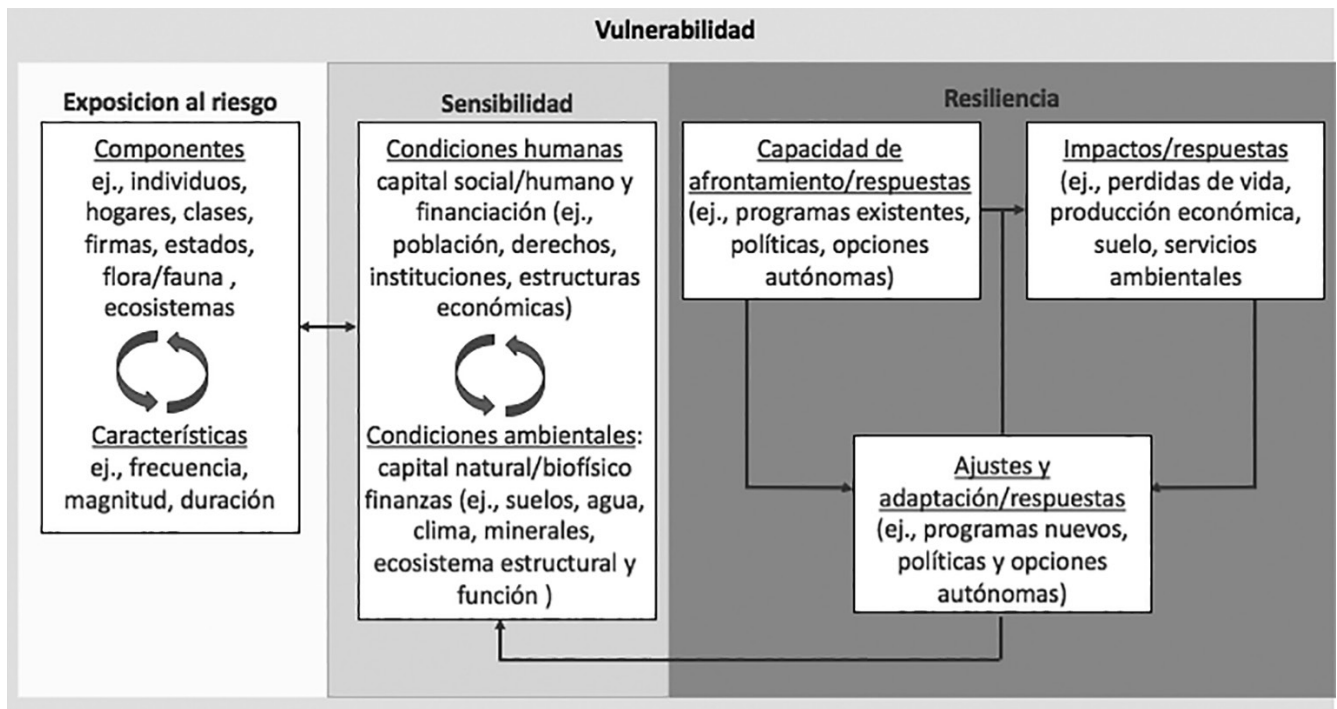 Vulnerabilidad
Exposicion al riesgo
Componentes
ej., individuos,
hogares, clases,
firmas, estados,
flora/fauna ,
ecosistemas
Características
ej., frecuencia,
magnitud, duración
Sensibilidad
Condiciones humanas
capital social/humano y
financiación (ej.,
población, derechos,
instituciones, estructuras
económicas)
Condiciones ambientales:
capital natural/biofísico
finanzas (ej., suelos, agua,
clima, minerales,
ecosistema estructural y
función )
Resiliencia
Capacidad de
afrontamiento/respuestas
(ej., programas existentes,
políticas, opciones
autónomas)
Impactos/respuestas
(ej., perdidas de vida,
producción económica,
suelo, servicios
ambientales
Ajustes y
adaptación/respuestas
(ej., programas nuevos,
políticas y opciones
autónomas)